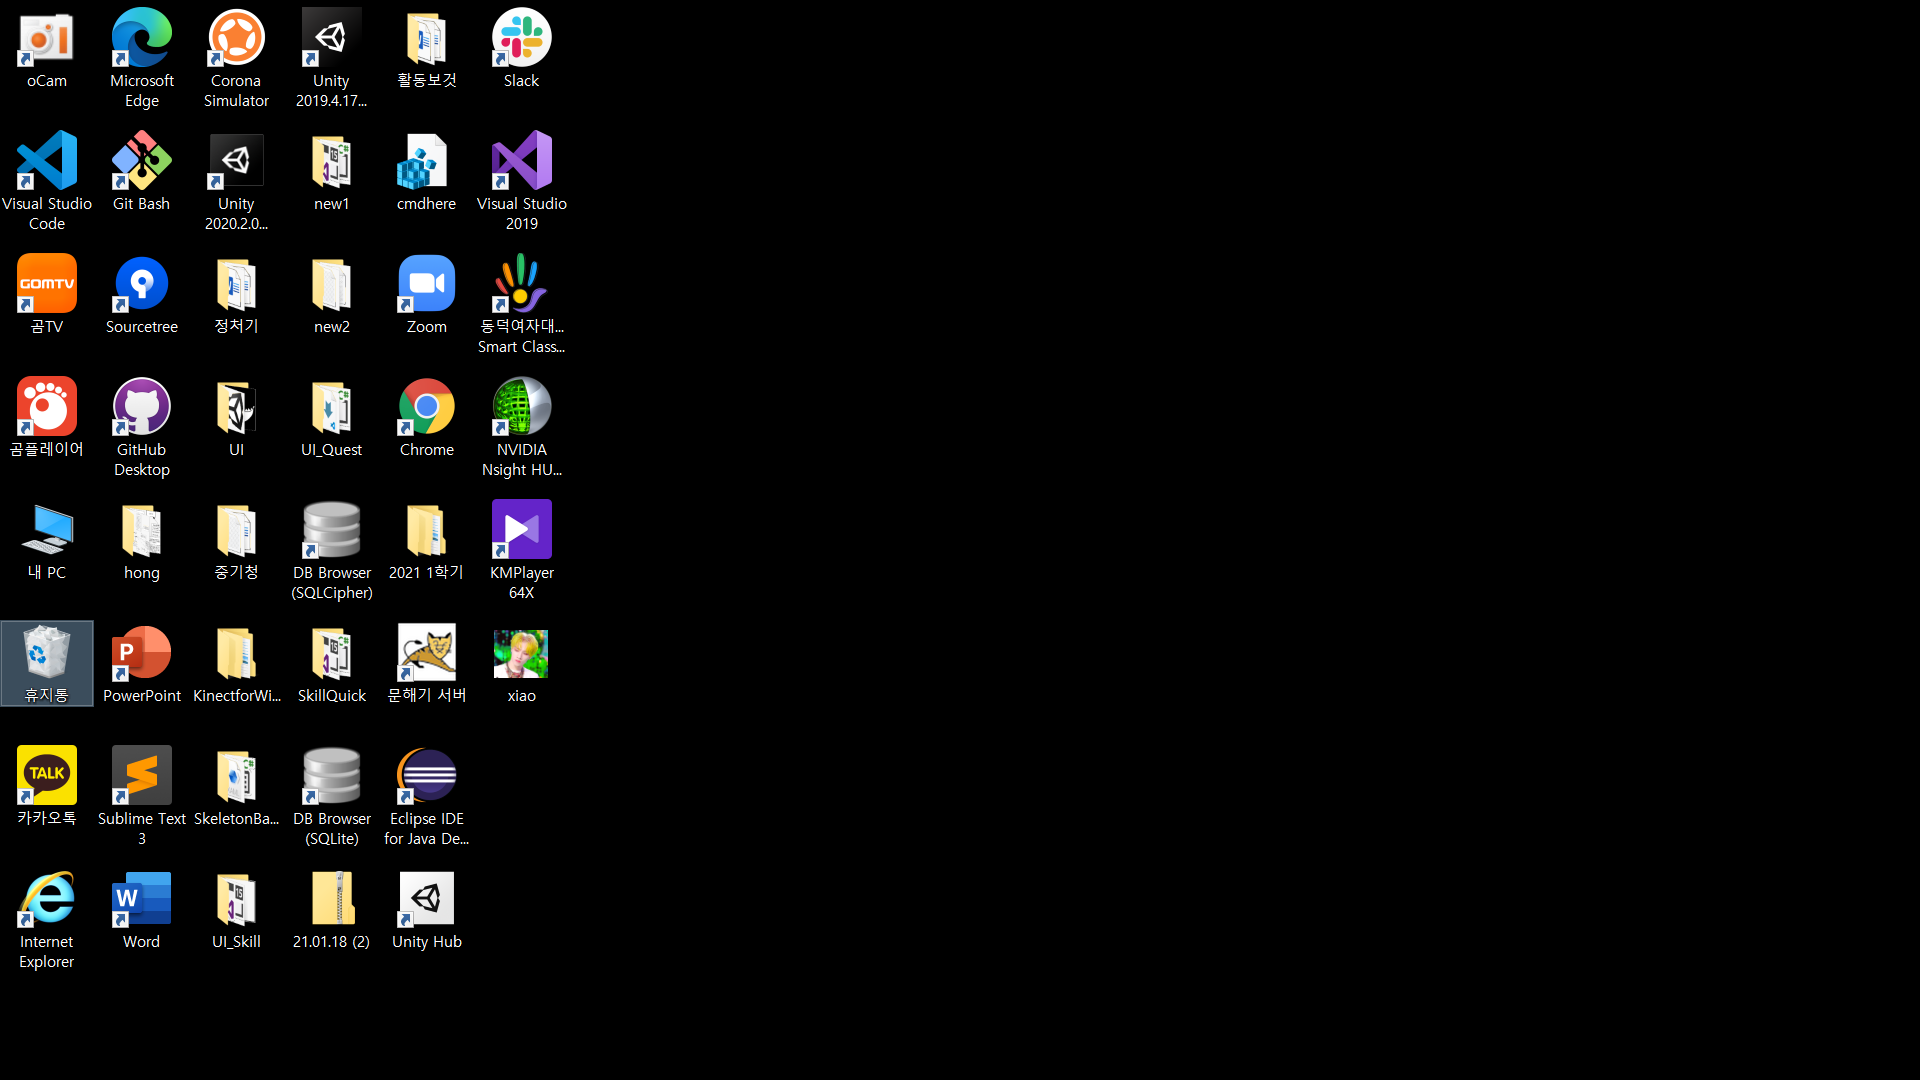 oCam
Microsoft
Edge
Corona
Simulator
Unity
2019.4.17...
활동보것
Slack
Visual Studio
Code
Git Bash
Unity
2020.2.0...
new1
cmdhere
Visual Studio
2019
GOMTV
곰TV
Sourcetree
정처기
new2
Zoom
동덕여자대...
Smart Class...
곰플레이어
GitHub
Desktop
UI
UI_Quest
Chrome
NVIDIA
Nsight HU...
내 PC
hong
중기청
DB Browser
(SQLCipher)
2021 1학기
KMPlayer
64X
휴지통
P
PowerPoint
KinectforWi...
SkillQuick
문해기 서버
xiao
TALK
카카오톡
Sublime Text
3
SkeletonBa...
DB Browser
(SQLite)
Eclipse IDE
for Java De...
Internet
Explorer
W
Word
UI_Skill
21.01.18 (2)
Unity Hub